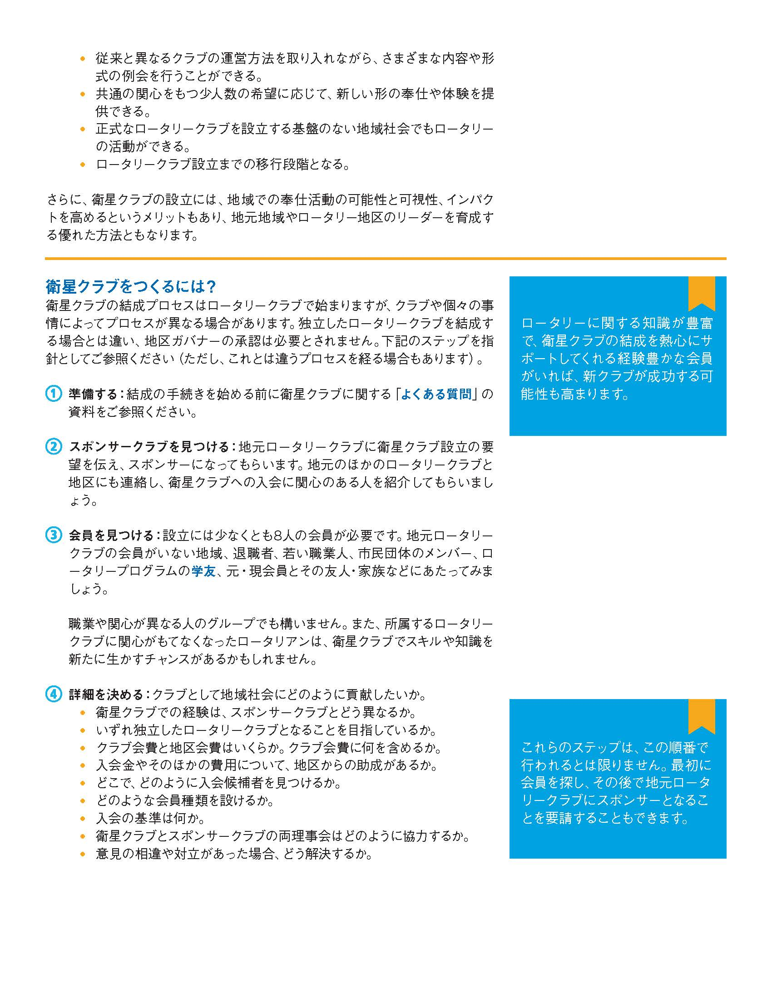 • 従来と異なるクラブの運営方法を取り入れながら、さまざまな内容や形
式の例会を行うことができる。
• 共通の関心をもつ少人数の希望に応じて、新しい形の奉仕や体験を提
供できる。
• 正式なロータリークラブを設立する基盤のない地域社会でもロータリー
の活動ができる。
• ロータリークラブ設立までの移行段階となる。
さらに、衛星クラブの設立には、地域での奉仕活動の可能性と可視性、インパク
トを高めるというメリットもあり、地元地域やロータリー地区のリーダーを育成す
る優れた方法ともなります。
衛星クラブをつくるには？
衛星クラブの結成プロセスはロータリークラブで始まりますが、クラブや個々の事
情によってプロセスが異なる場合があります。独立したロータリークラブを結成す
る場合とは違い、地区ガバナーの承認は必要とされません。下記のステップを指
針としてご参照ください（ただし、これとは違うプロセスを経る場合もあります）。
① 準備する：結成の手続きを始める前に衛星クラブに関する「よくある質問」の
資料をご参照ください。
② スポンサークラブを見つける：地元ロータリークラブに衛星クラブ設立の要
望を伝え、スポンサーになってもらいます。地元のほかのロータリークラブと
地区にも連絡し、衛星クラブへの入会に関心のある人を紹介してもらいまし
ょう。
③ 会員を見つける：設立には少なくとも8人の会員が必要です。地元ロータリー
クラブの会員がいない地域、退職者、若い職業人、市民団体のメンバー、ロ
ータリープログラムの学友、元・現会員とその友人・家族などにあたってみま
しょう。
職業や関心が異なる人のグループでも構いません。また、所属するロータリー
クラブに関心がもてなくなったロータリアンは、衛星クラブでスキルや知識を
新たに生かすチャンスがあるかもしれません。
④ 詳細を決める：クラブとして地域社会にどのように貢献したいか。
• 衛星クラブでの経験は、スポンサークラブとどう異なるか。
• いずれ独立したロータリークラブとなることを目指しているか。
• クラブ会費と地区会費はいくらか。クラブ会費に何を含めるか。
• 入会金やそのほかの費用について、地区からの助成があるか。
• どこで、どのように入会候補者を見つけるか。
• どのような会員種類を設けるか。
• 入会の基準は何か。
• 衛星クラブとスポンサークラブの両理事会はどのように協力するか。
• 意見の相違や対立があった場合、どう解決するか。
ロータリーに関する知識が豊富
で、衛星クラブの結成を熱心にサ
ポートしてくれる経験豊かな会員
がいれば、新クラブが成功する可
能性も高まります。
これらのステップは、この順番で
行われるとは限りません。最初に
会員を探し、その後で地元ロータ
リークラブにスポンサーとなるこ
とを要請することもできます。